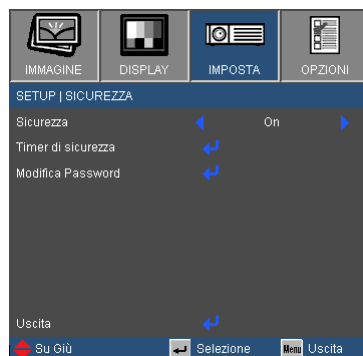 IMMAGINE DISPLAY IMPOSTA OPZIONI
SETUP | SICUREZZA
Sicurezza On
Timer di sicurezza
Modifica Password
Uscita
Su Giù Selezione Menu Uscita